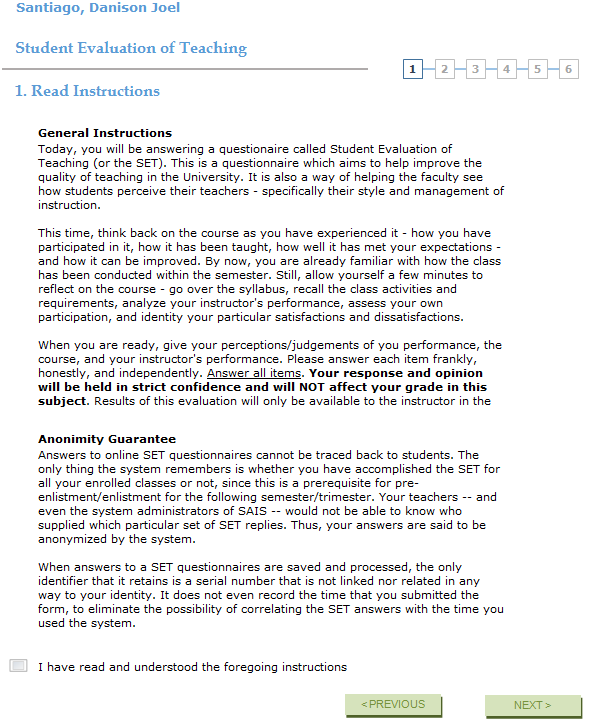 Santiago, Danison Joel
Student Evaluation of Teaching
1 2 3 4 5 6
1. Read Instructions
General Instructions
Today, you will be answering a questionaire called Student Evaluation of
Teaching (or the SET). This is a questionnaire which aims to help improve the
quality of teaching in the University. It is also a way of helping the faculty see
how students perceive their teachers - specifically their style and management of
instruction.
This time, think back on the course as you have experienced it - how you have
participated in it, how it has been taught, how well it has met your expectations -
and how it can be improved. By now, you are already familiar with how the class
has been conducted within the semester. Still, allow yourself a few minutes to
reflect on the course - go over the syllabus, recall the class activities and
requirements, analyze your instructor's performance, assess your own
participation, and identity your particular satisfactions and dissatisfactions.
When you are ready, give your perceptions/judgements of you performance, the
course, and your instructor's performance. Please answer each item frankly,
honestly, and independently. Answer all items. Your response and opinion
will be held in strict confidence and will NOT affect your grade in this
subject. Results of this evaluation will only be available to the instructor in the
Anonimity Guarantee
Answers to online SET questionnaires cannot be traced back to students. The
only thing the system remembers is whether you have accomplished the SET for
all your enrolled classes or not, since this is a prerequisite for pre-
enlistment/enlistment for the following semester/trimester. Your teachers -- and
even the system administrators of SAIS -- would not be able to know who
supplied which particular set of SET replies. Thus, your answers are said to be
anonymized by the system.
When answers to a SET questionnaires are saved and processed, the only
identifier that it retains is a serial number that is not linked nor related in any
way to your identity. It does not even record the time that you submitted the
form, to eliminate the possibility of correlating the SET answers with the time you
used the system.
I have read and understood the foregoing instructions
< PREVIOUS NEXT >